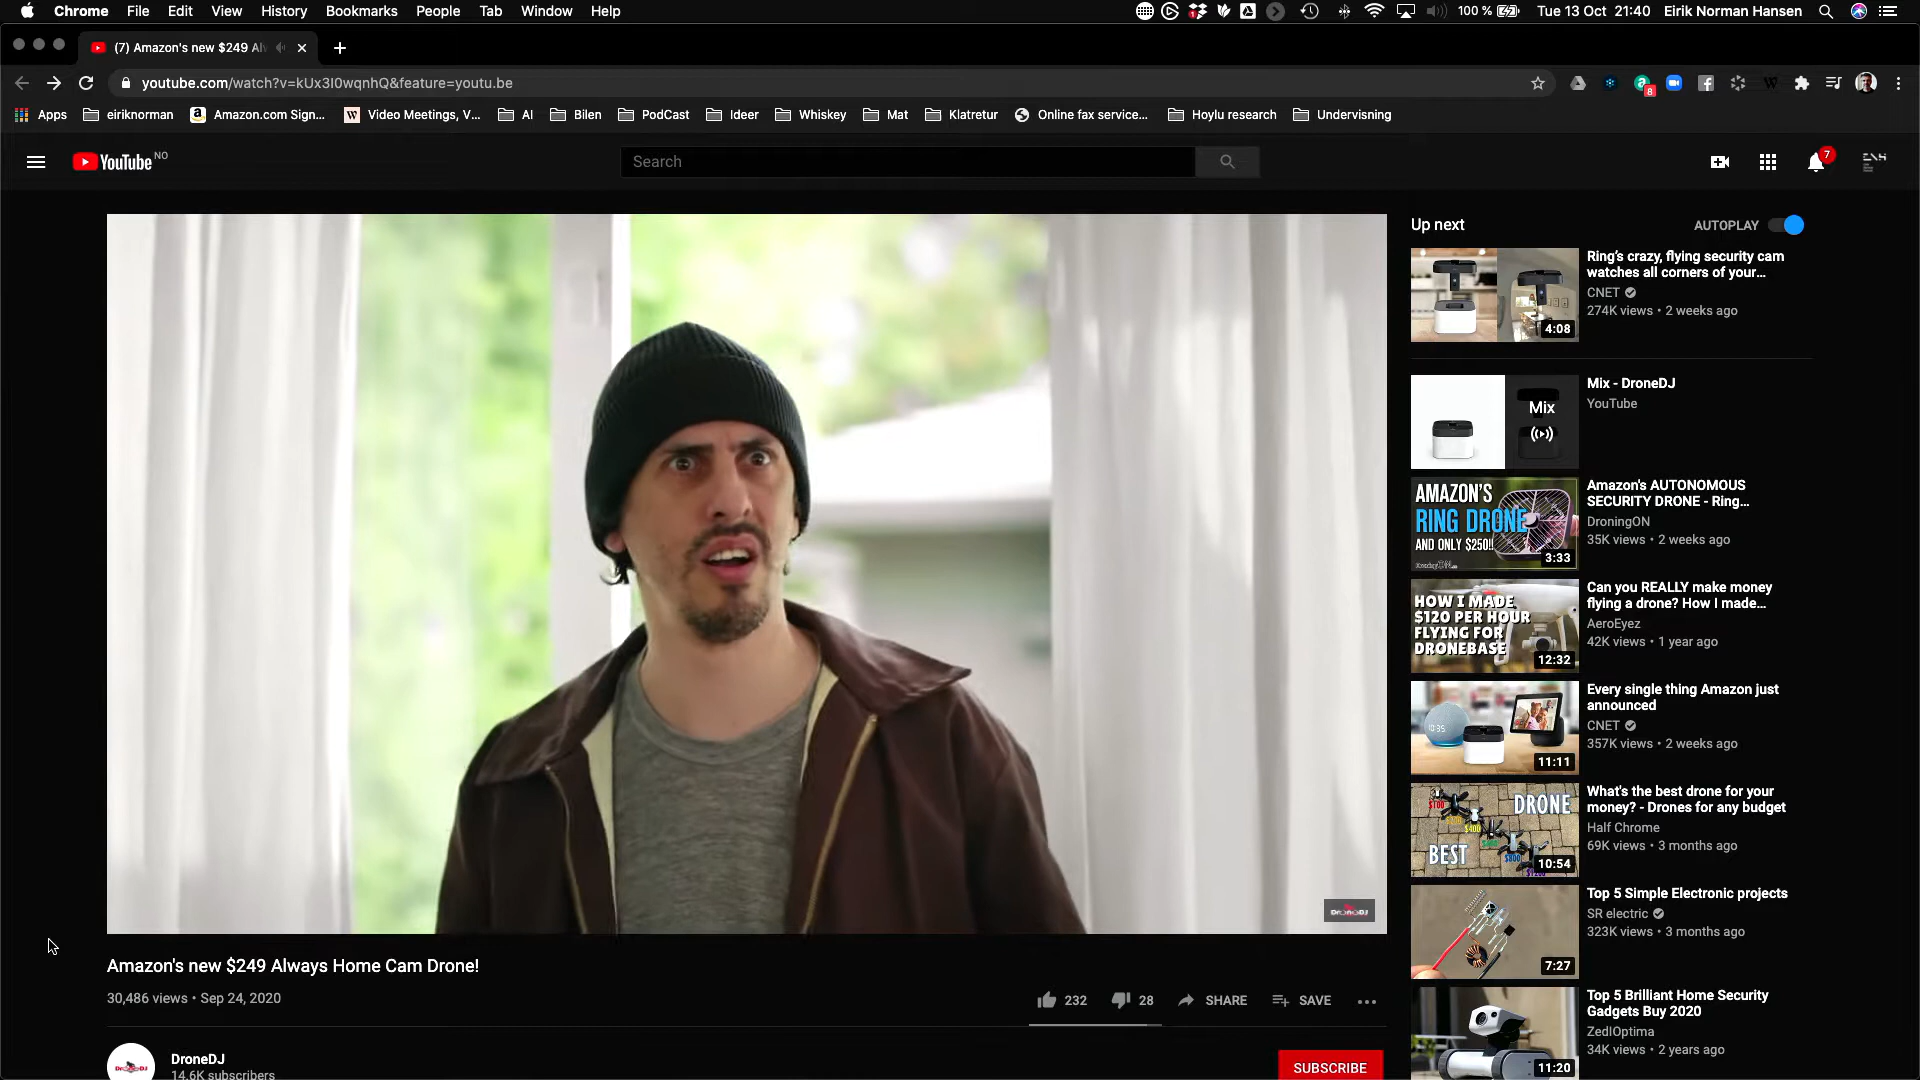 Chrome File Edit View History Bookmarks People Tab Window Help
100 % Tue 13 Oct 21:40 Eirik Norman Hansen
(7) Amazon's new $249 Al
youtube.com/watch?v=kUx3I0wqnhQ&feature=youtu.be
8
Apps eiriknorman Amazon.com Sign... Video Meetings, V... AI Bilen PodCast Ideer Whiskey Mat Klatretur Online fax service... Hoylu research Undervisning
YouTube NO
Search
7
Up next
AUTOPLAY
4:08
Ring's crazy, flying security cam
watches all corners of your...
CNET
274K views • 2 weeks ago
Mix
Mix - DroneDJ
YouTube
AMAZON'S
RING DRONE
AND ONLY $250!!
3:33
Amazon's AUTONOMOUS
SECURITY DRONE - Ring...
DroningON
35K views • 2 weeks ago
HOW I MADE
$120 PER HOUR
FLYING FOR
DRONEBASE
12:32
Can you REALLY make money
flying a drone? How I made...
AeroEyez
42K views • 1 year ago
11:11
Every single thing Amazon just
announced
CNET
357K views • 2 weeks ago
$100
DRONE
$400
BEST
10:54
What's the best drone for your
money? - Drones for any budget
Half Chrome
69K views • 3 months ago
7:27
Top 5 Simple Electronic projects
SR electric
323K views • 3 months ago
11:20
Top 5 Brilliant Home Security
Gadgets Buy 2020
ZedIOptima
34K views • 2 years ago
DroneDJ
Amazon's new $249 Always Home Cam Drone!
30,486 views • Sep 24, 2020
232 28 SHARE SAVE
DroneDJ
DroneDJ
14.6K subscribers
SUBSCRIBE